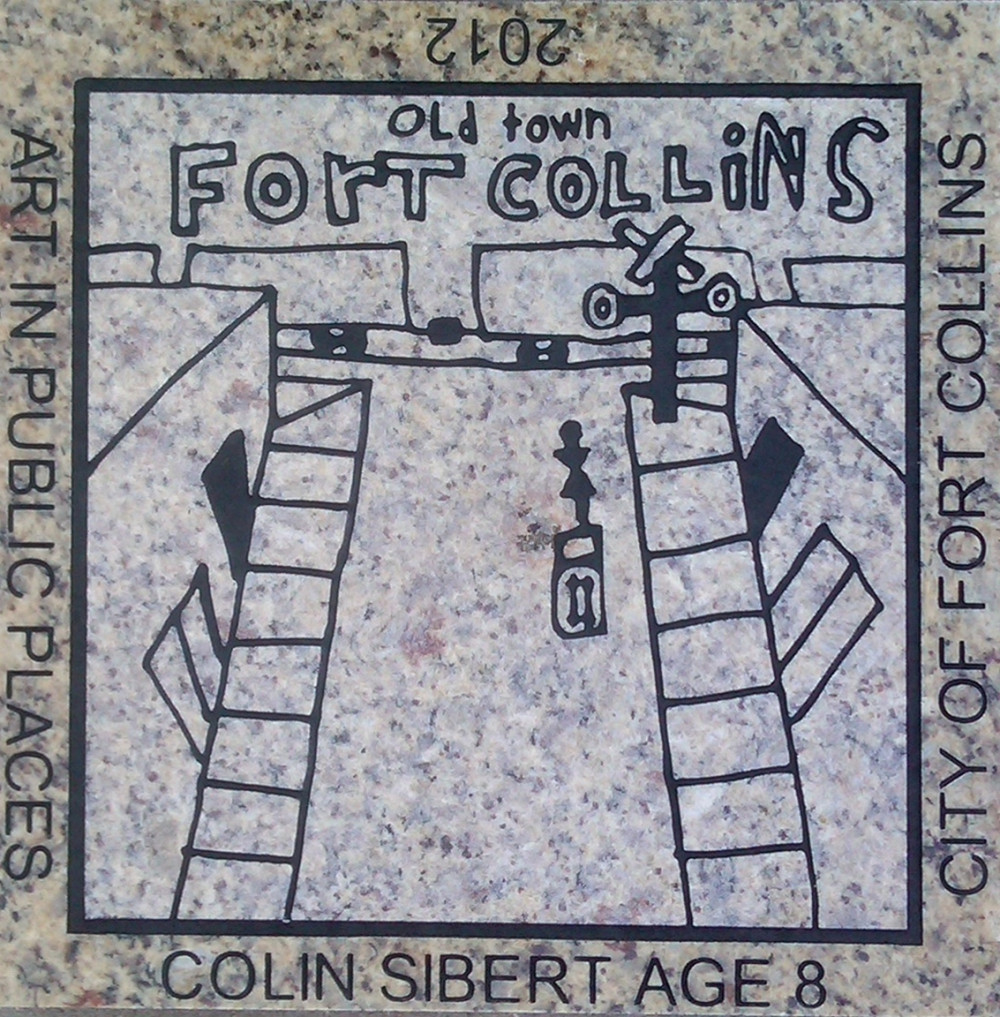 2012
Old town
FOrT COLLiNS
ART IN PUBLIC PLACES
CITY OF FORT COLLINS
COLIN SIBERT AGE 8